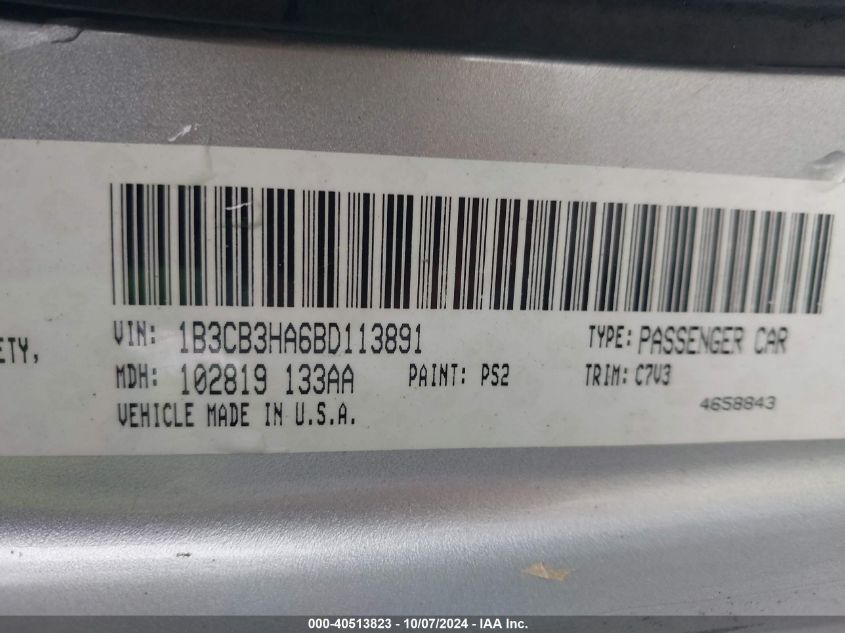 ETY,
VIN: 1B3CB3HA6BD113891 TYPE: PASSENGER CAR
MDH: 102819 133AA PAINT: PS2 TRIM: C7V3
VEHICLE MADE IN U.S.A. 4658843
000-40513823 - 10/07/2024 - IAA, Inc.